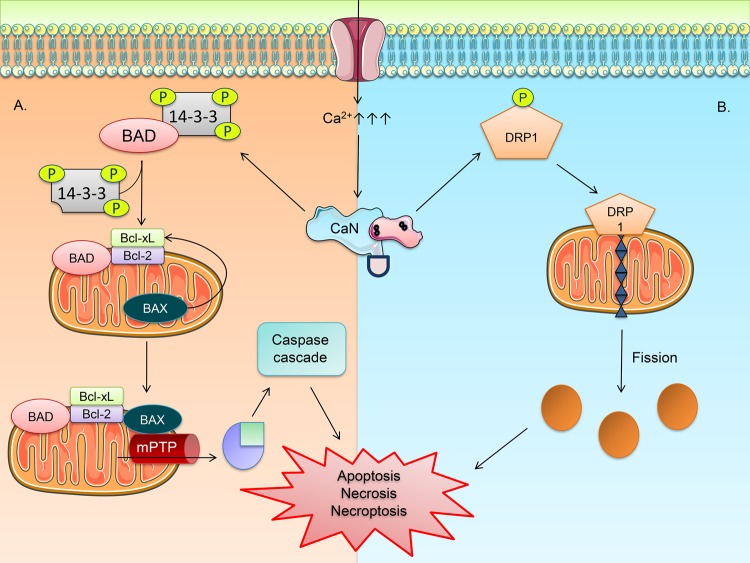 A.
B.
Ca2+↑↑↑
P
P
14-3-3
P
BAD
P
P
14-3-3
P
P
DRP1
CaN
DRP
1
Bcl-xL
BAD
Bcl-2
BAX
Fission
Caspase
cascade
Bcl-xL
BAD
Bcl-2
BAX
mPTP
Apoptosis
Necrosis
Necroptosis